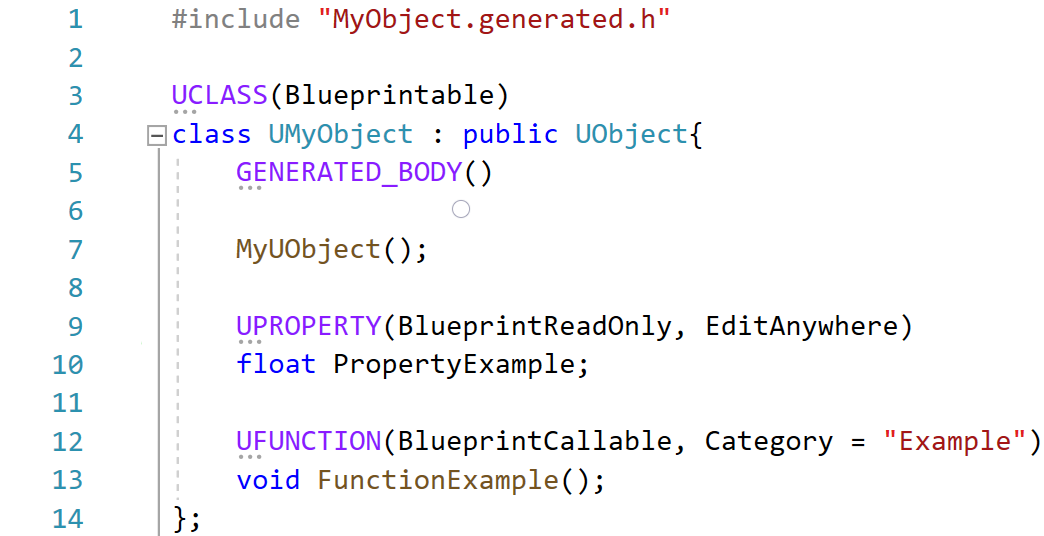 1 #include "MyObject.generated.h"
2
3 UCLASS(Blueprintable)
4 class UMyObject : public UObject{
5 GENERATED_BODY()
6
7 MyUObject();
8
9 UPROPERTY(BlueprintReadOnly, EditAnywhere)
10 float PropertyExample;
11
12 UFUNCTION(BlueprintCallable, Category = "Example")
13 void FunctionExample();
14 };